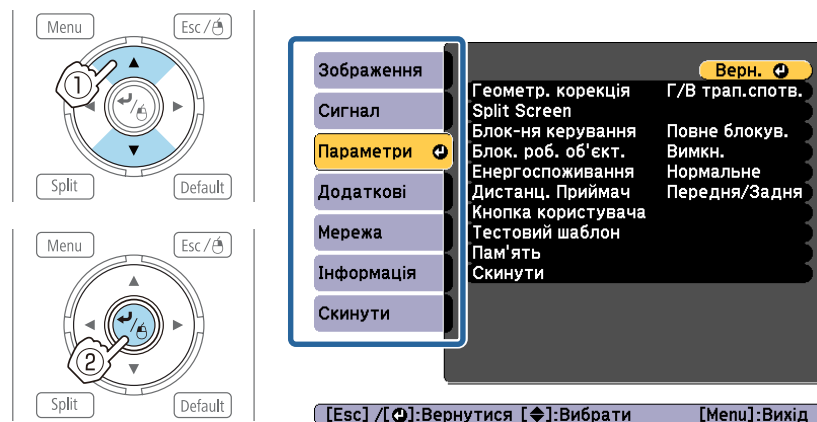 Menu
Esc /
1
Split
Default
Menu
Esc /
2
Split
Default
Зображення
Сигнал
Параметри
Додаткові
Мережа
Інформація
Скинути
Верн.
Геометр. корекція Г/В трап.спотв.
Split Screen
Блок-ня керування Повне блокув.
Блок. роб. об'єкт. Вимкн.
Енергоспоживання Нормальне
Дистанц. Приймач Передня/Задня
Кнопка користувача
Тестовий шаблон
Пам'ять
Скинути
[Esc] /[ ]:Вернутися [ ]:Вибрати [Menu]:Вихід